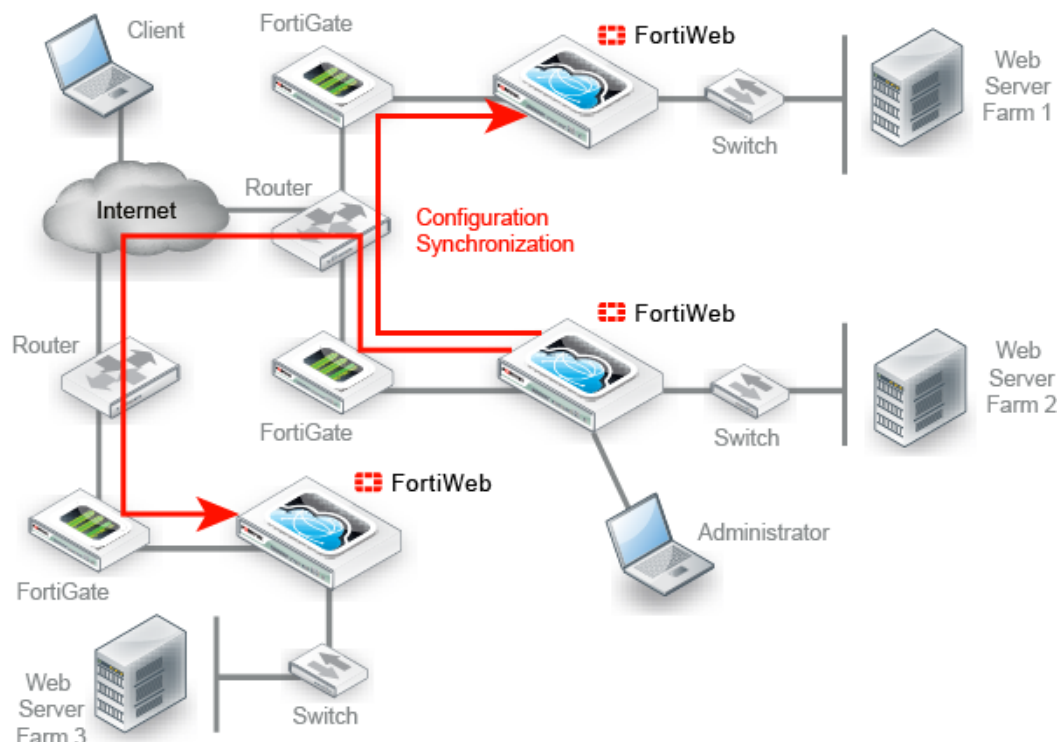 Client
FortiGate
FortiWeb
Web
Server
Farm 1
Switch
Router
Internet
Configuration
Synchronization
FortiWeb
Router
Web
Server
Farm 2
FortiGate
Switch
FortiWeb
Administrator
FortiGate
Web
Server
Farm 3
Switch